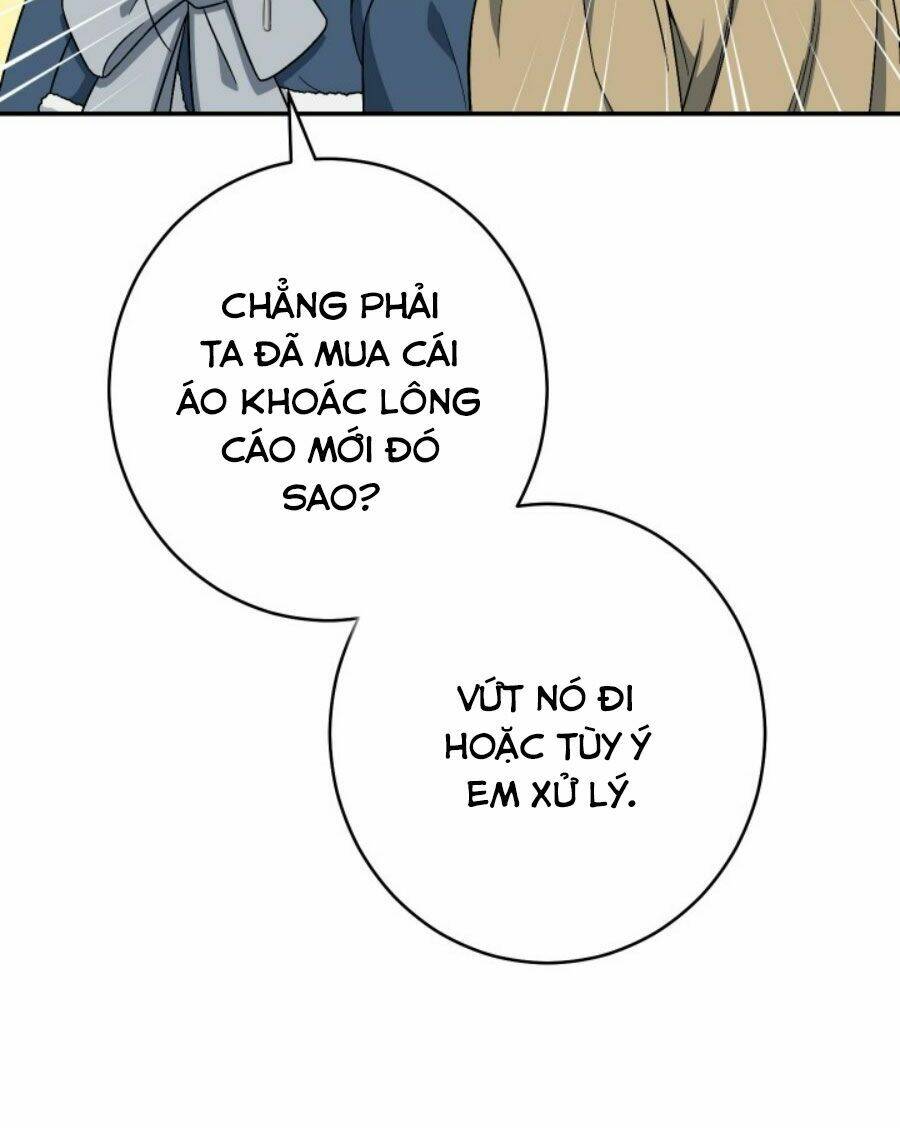 CHẲNG PHẢI
TA ĐÃ MUA CÁI
ÁO KHOÁC LÔNG
CÁO MỚI ĐÓ
SAO?
VỨT NÓ ĐI
HOẶC TÙY Ý
EM XỬ LÝ.